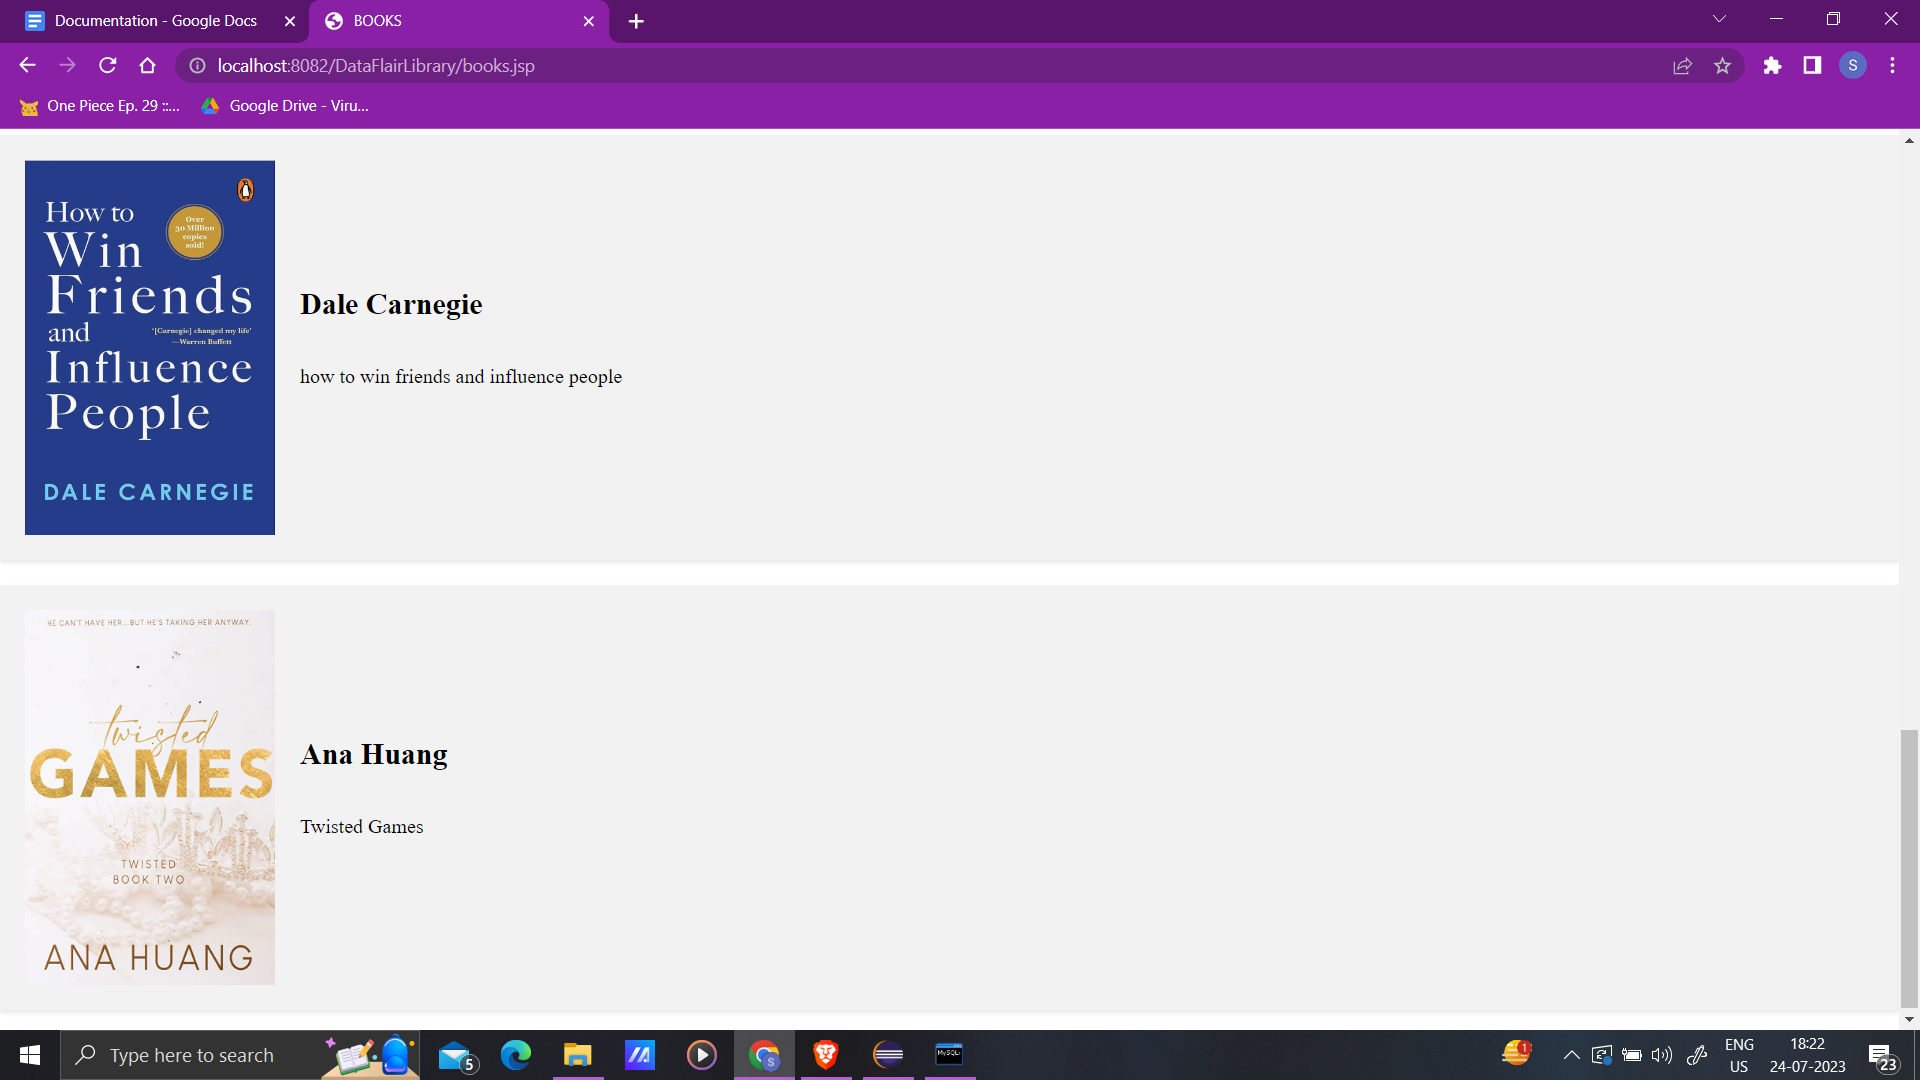 Documentation - Google Docs
BOOKS
localhost:8082/DataFlairLibrary/books.jsp
S
One Piece Ep. 29 ::...
Google Drive - Viru...
How to
Win
Friends
and
Influence
People
Over
30 Million
copies
sold!
'[Carnegie] changed my life'
—Warren Buffett
DALE CARNEGIE
Dale Carnegie
how to win friends and influence people
HE CAN'T HAVE HER...BUT HE'S TAKING HER ANYWAY.
twisted
GAMES
TWISTED
BOOK TWO
ANA HUANG
Ana Huang
Twisted Games
Type here to search
5
S
MySQL
1
ENG
US
18:22
24-07-2023
23